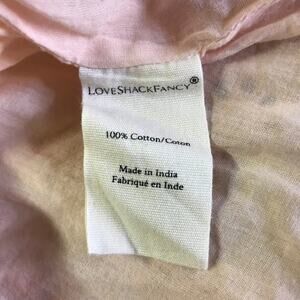 LOVESHACKFANCY®
100% Cotton/Coton
Made in India
Fabriqué en Inde